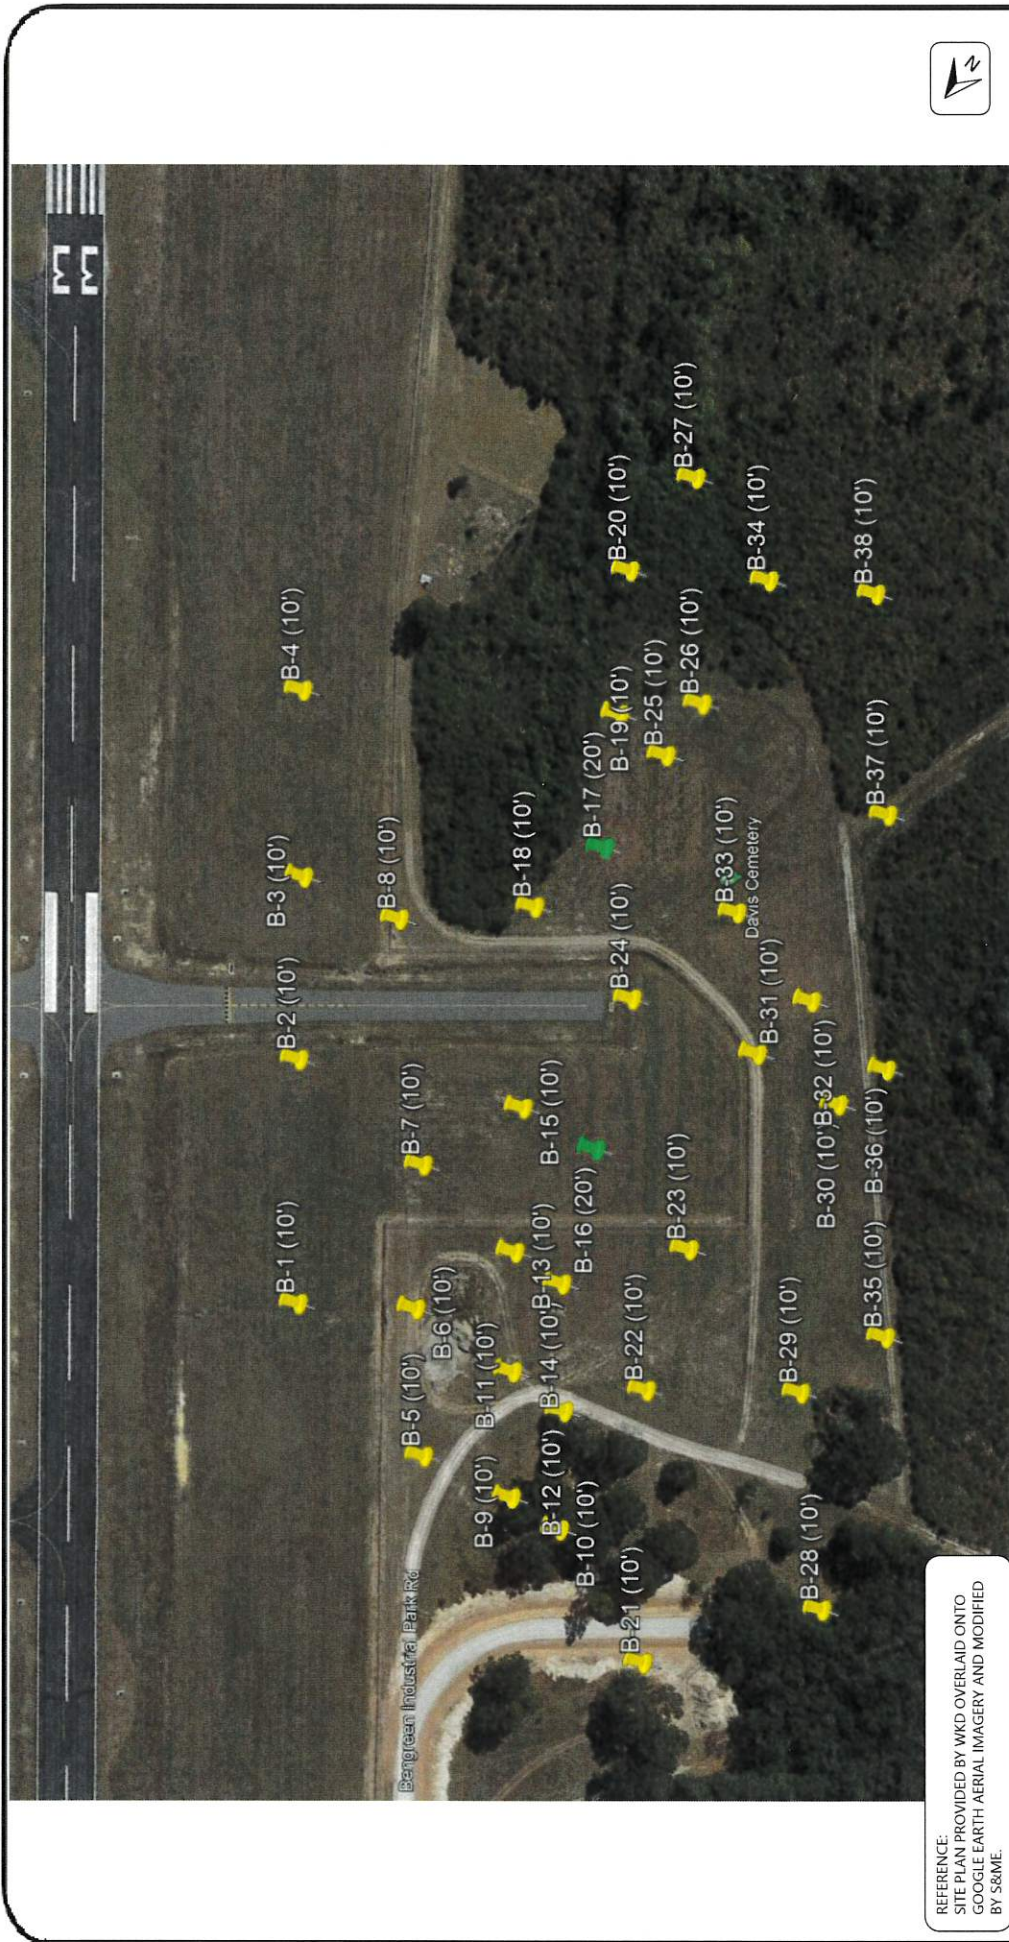 N
33
B-4 (10')
B-3 (10')
B-2 (10')
B-1 (10')
B-8 (10')
B-7 (10')
B-6 (10')
B-5 (10')
Bengreen Industrial Park Rd
B-27 (10')
B-20 (10')
B-34 (10')
B-38 (10')
B-26 (10')
B-25 (10')
B-19 (10')
B-17 (20')
B-18 (10')
B-37 (10')
B-33 (10')
Davis Cemetery
B-24 (10')
B-31 (10')
B-32 (10')
B-30 (10')
B-36 (10')
B-15 (10')
B-16 (20')
B-13 (10')
B-14 (10')
B-11 (10')
B-23 (10')
B-22 (10')
B-35 (10')
B-29 (10')
B-9 (10')
B-12 (10')
B-10 (10')
B-21 (10')
B-28 (10')
REFERENCE:
SITE PLAN PROVIDED BY WKD OVERLAID ONTO
GOOGLE EARTH AERIAL IMAGERY AND MODIFIED
BY S&ME.